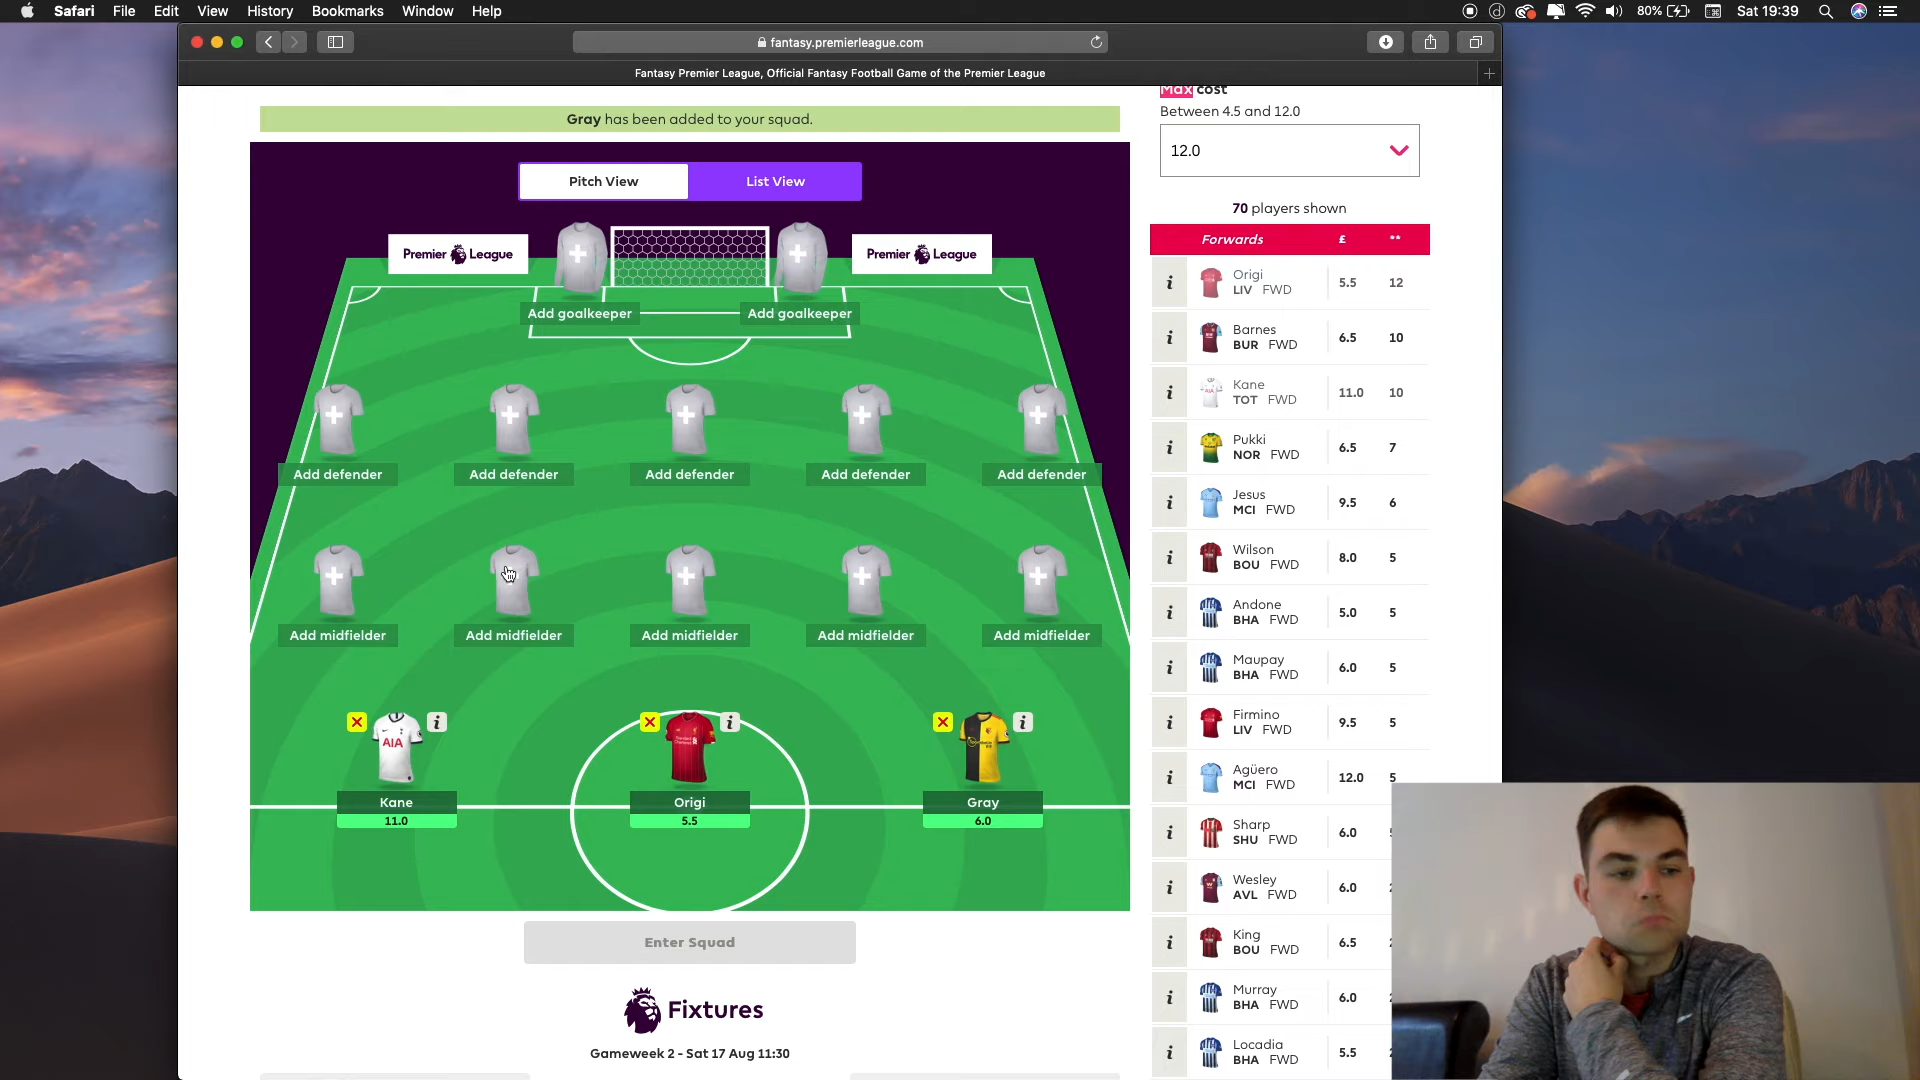 Safari File Edit View History Bookmarks Window Help
80% Sat 19:39
fantasy.premierleague.com
Fantasy Premier League, Official Fantasy Football Game of the Premier League
Gray has been added to your squad.
Pitch View List View
Premier League
Premier League
Add goalkeeper Add goalkeeper
Add defender Add defender Add defender Add defender Add defender
Add midfielder Add midfielder Add midfielder Add midfielder Add midfielder
AIA
Kane Origi Gray
11.0 5.5 6.0
Enter Squad
Fixtures
Gameweek 2 - Sat 17 Aug 11:30
Max cost
Between 4.5 and 12.0
12.0
70 players shown
Forwards £ **
Origi
LIV FWD 5.5 12
Barnes
BUR FWD 6.5 10
Kane
TOT FWD 11.0 10
Pukki
NOR FWD 6.5 7
Jesus
MCI FWD 9.5 6
Wilson
BOU FWD 8.0 5
Andone
BHA FWD 5.0 5
Maupay
BHA FWD 6.0 5
Firmino
LIV FWD 9.5 5
Agüero
MCI FWD 12.0 5
Sharp
SHU FWD 6.0
Wesley
AVL FWD 6.0
King
BOU FWD 6.5
Murray
BHA FWD 6.0
Locadia
BHA FWD 5.5